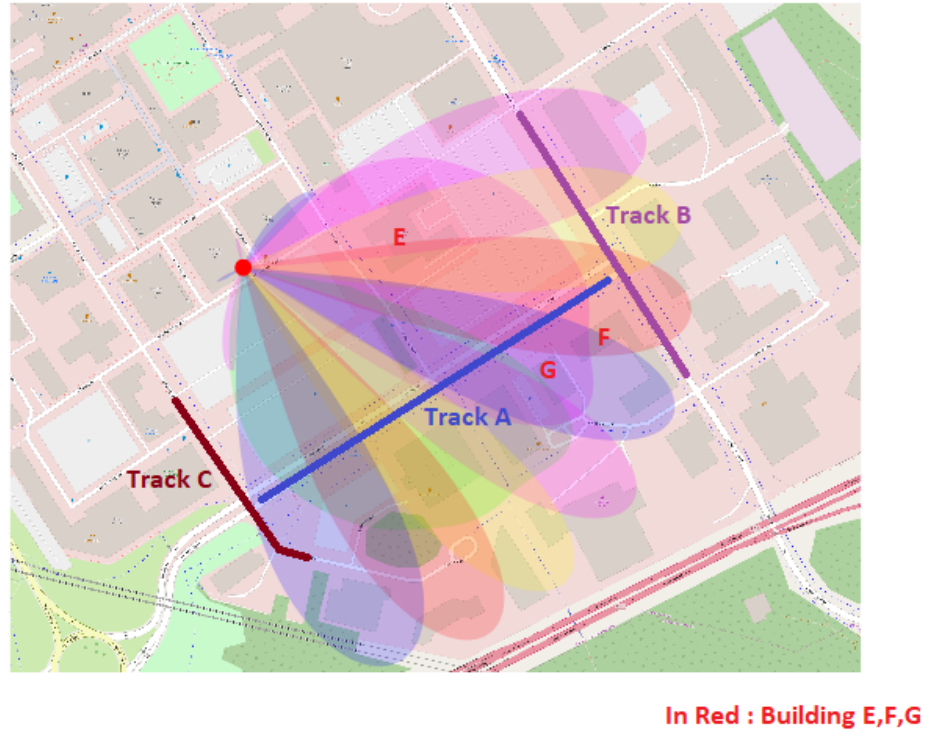 Track B
E
F
G
Track A
Track C
In Red : Building E,F,G